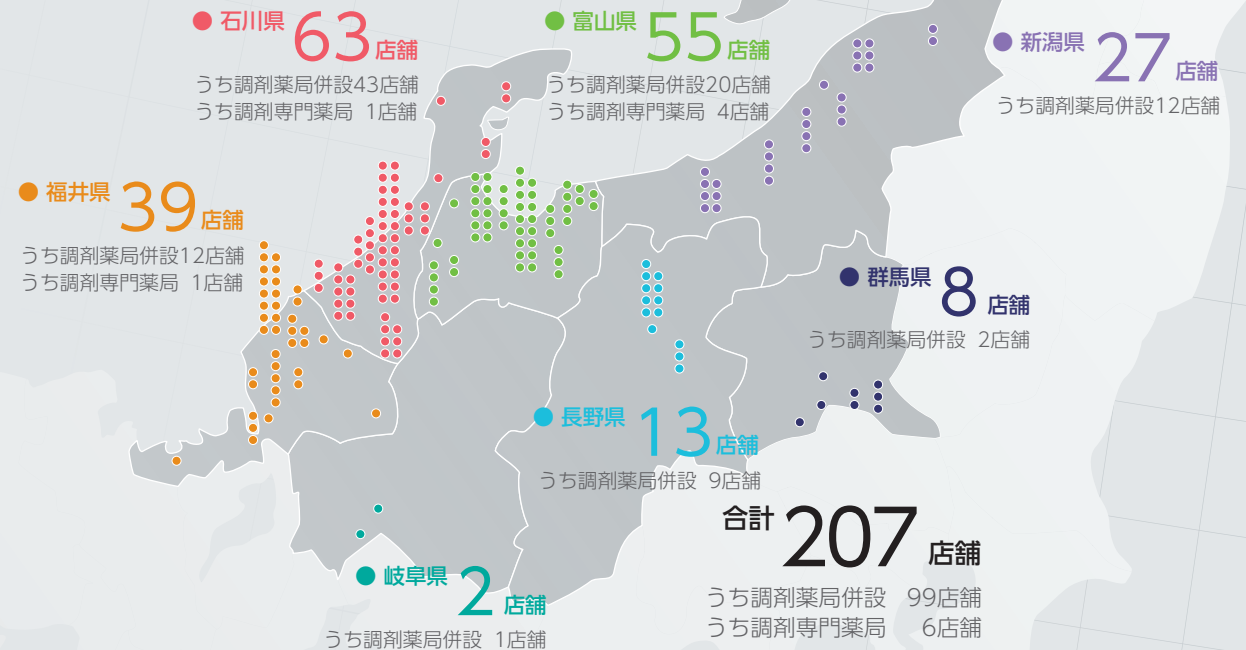 石川県 63店舗
うち調剤薬局併設43店舗
うち調剤専門薬局 1店舗
富山県 55店舗
うち調剤薬局併設20店舗
うち調剤専門薬局 4店舗
新潟県 27店舗
うち調剤薬局併設12店舗
福井県 39店舗
うち調剤薬局併設12店舗
うち調剤専門薬局 1店舗
群馬県 8店舗
うち調剤薬局併設 2店舗
長野県 13店舗
うち調剤薬局併設 9店舗
岐阜県 2店舗
うち調剤薬局併設 1店舗
合計 207店舗
うち調剤薬局併設 99店舗
うち調剤専門薬局 6店舗